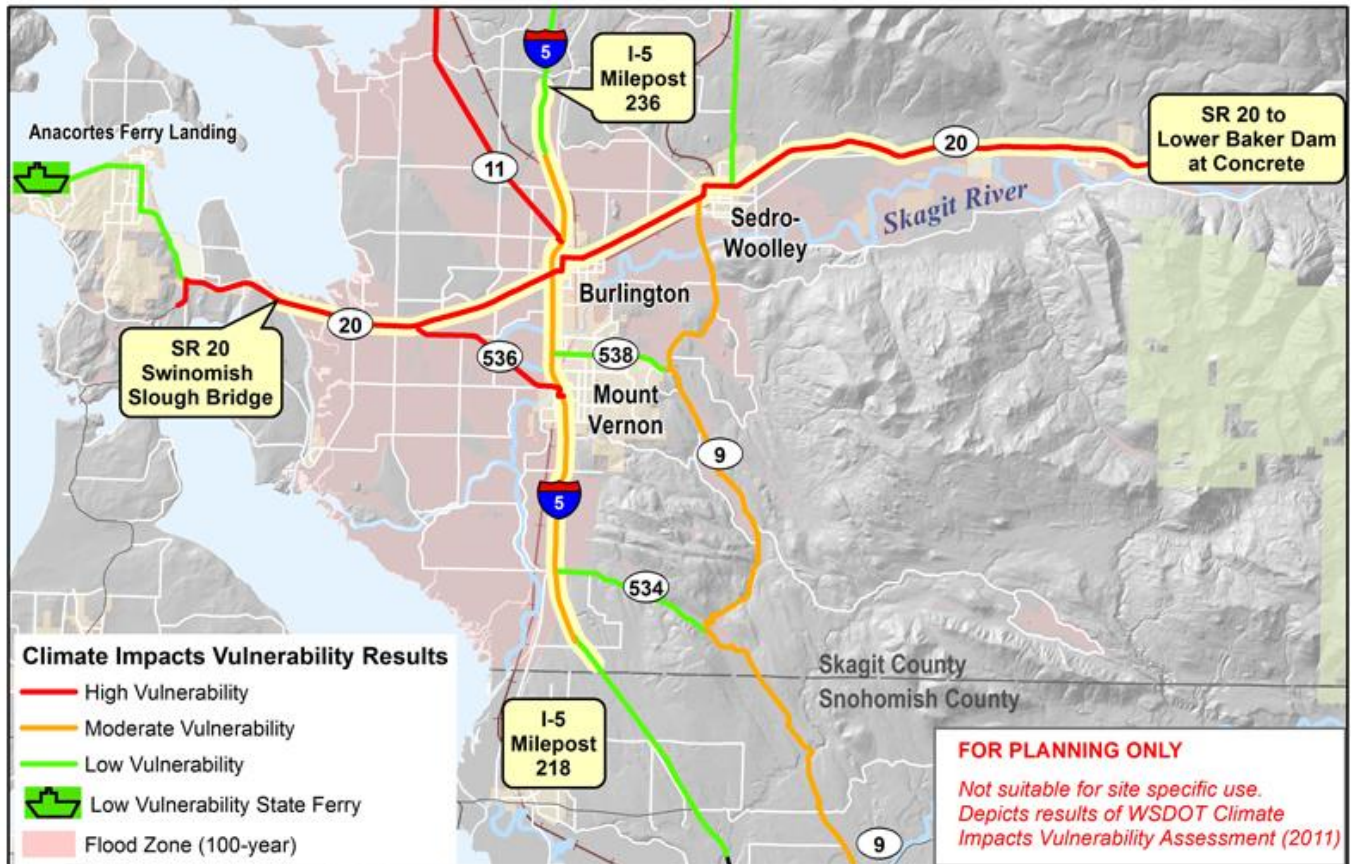 5
I-5
Milepost
236
Anacortes Ferry Landing
SR 20 to
Lower Baker Dam
at Concrete
20
11
Skagit River
Sedro-
Woolley
Burlington
20
SR 20
Swinomish
Slough Bridge
536
538
Mount
Vernon
9
5
534
Skagit County
Snohomish County
I-5
Milepost
218
9
Climate Impacts Vulnerability Results
High Vulnerability
Moderate Vulnerability
Low Vulnerability
Low Vulnerability State Ferry
Flood Zone (100-year)
FOR PLANNING ONLY
Not suitable for site specific use.
Depicts results of WSDOT Climate
Impacts Vulnerability Assessment (2011)